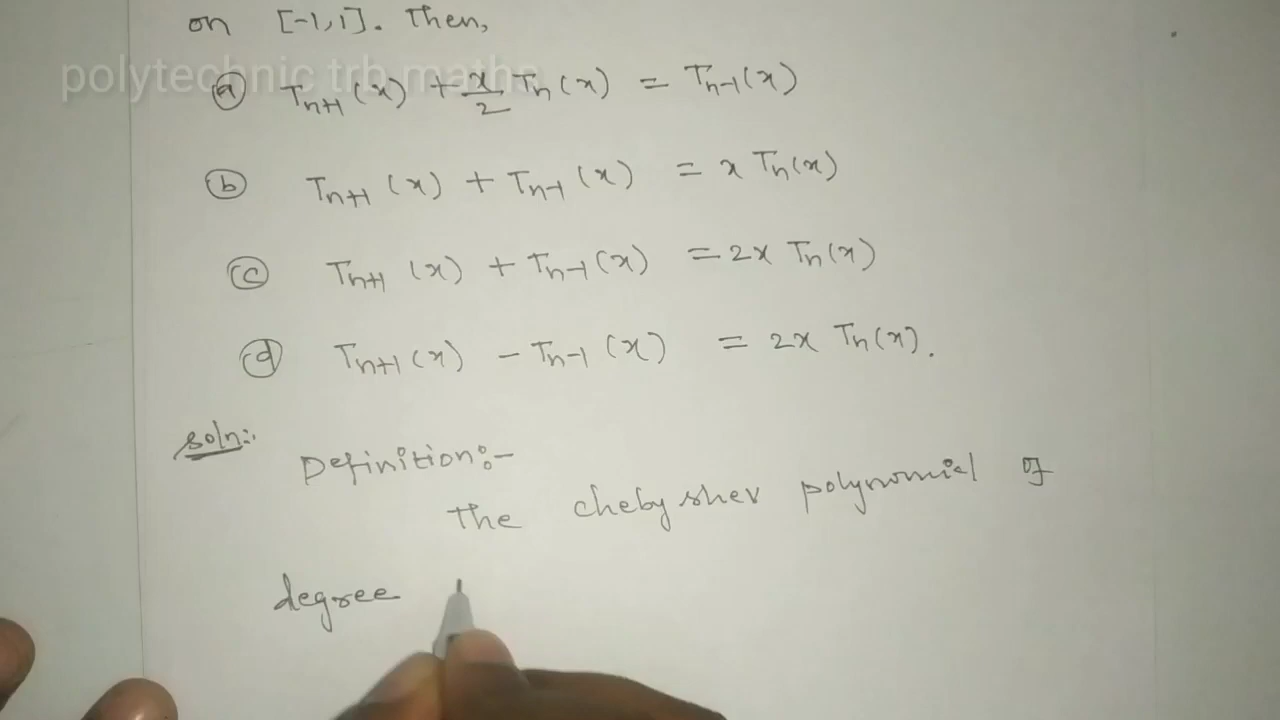 on [-1,1]. Then,
polytechnic trb maths
(a) Tn+1(x) + x/2 Tn(x) = Tn-1(x)
(b) Tn+1(x) + Tn-1(x) = x Tn(x)
(c) Tn+1(x) + Tn-1(x) = 2x Tn(x)
(d) Tn+1(x) - Tn-1(x) = 2x Tn(x).
Soln:.
Definition:-
The chebyshev polynomial of
degree